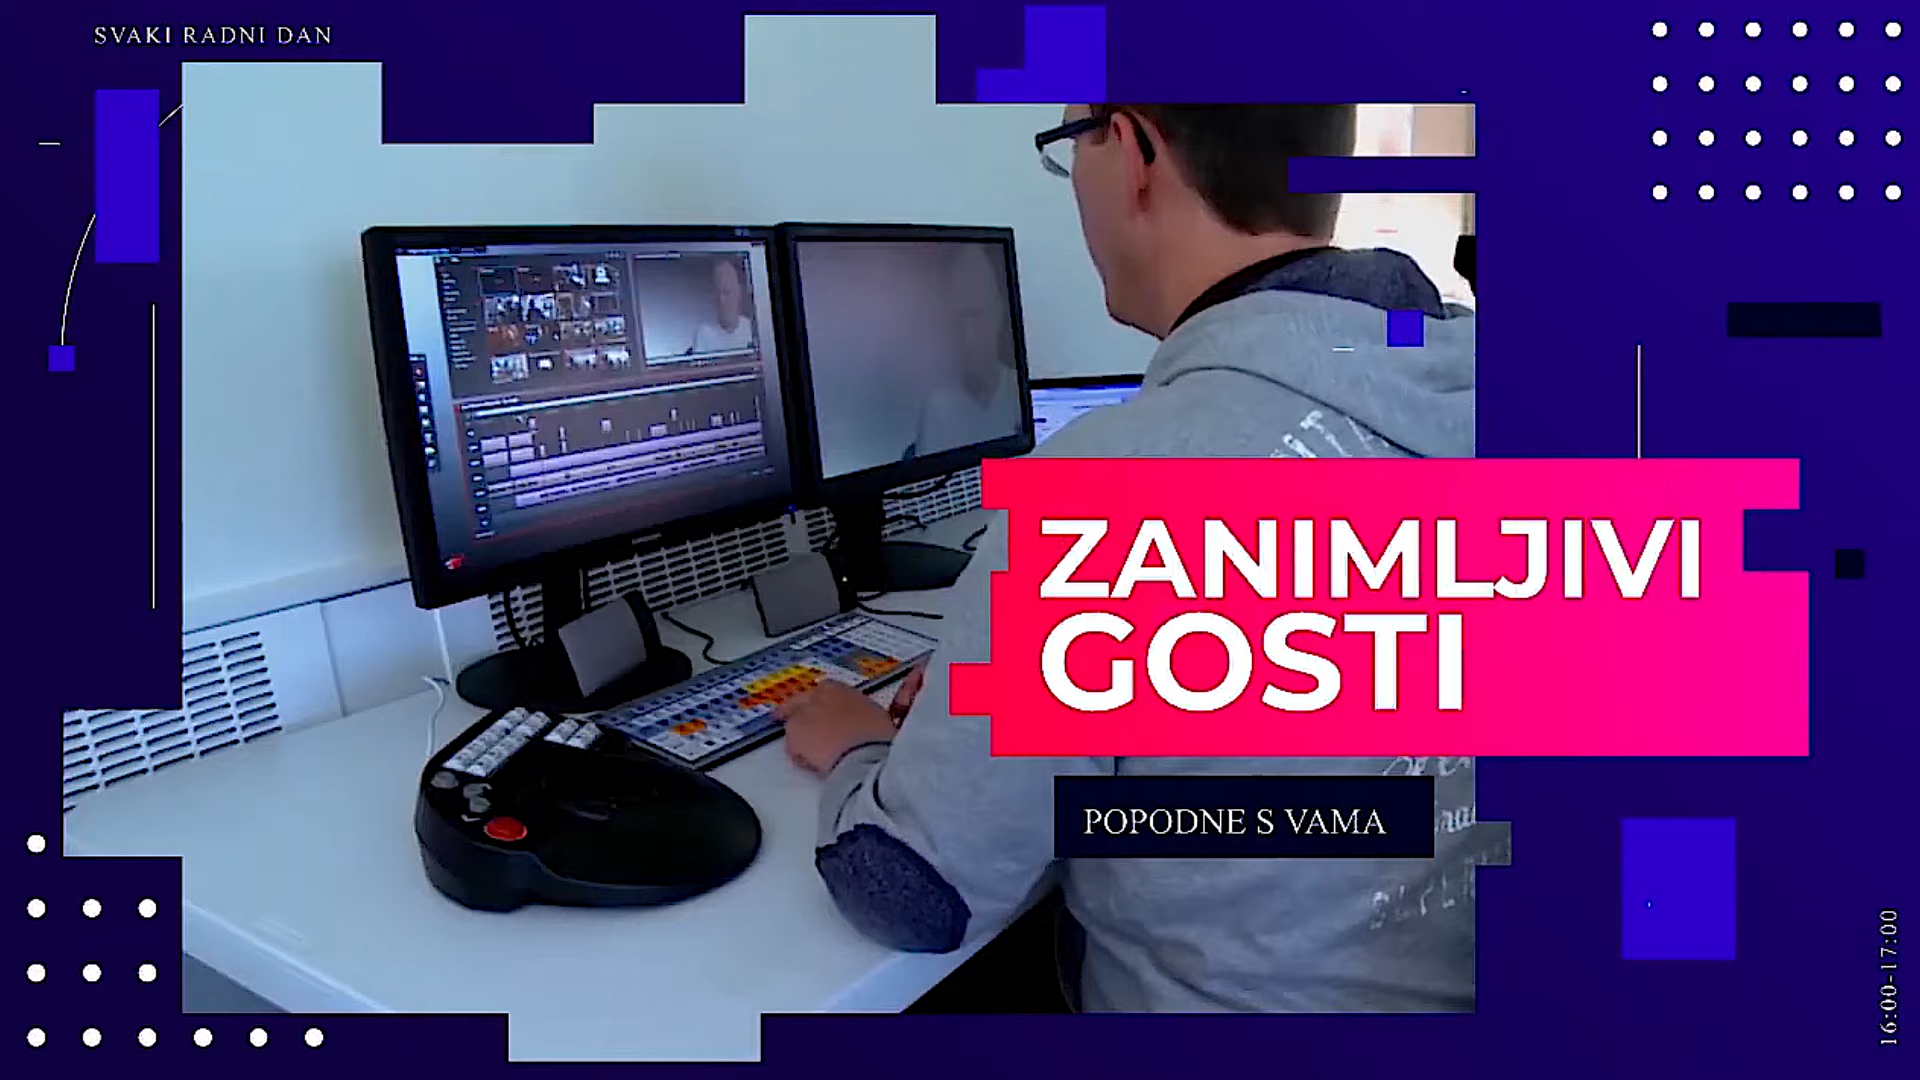 SVAKI RADNI DAN
ZANIMLJIVI
GOSTI
POPODNE S VAMA
16:00-17:00